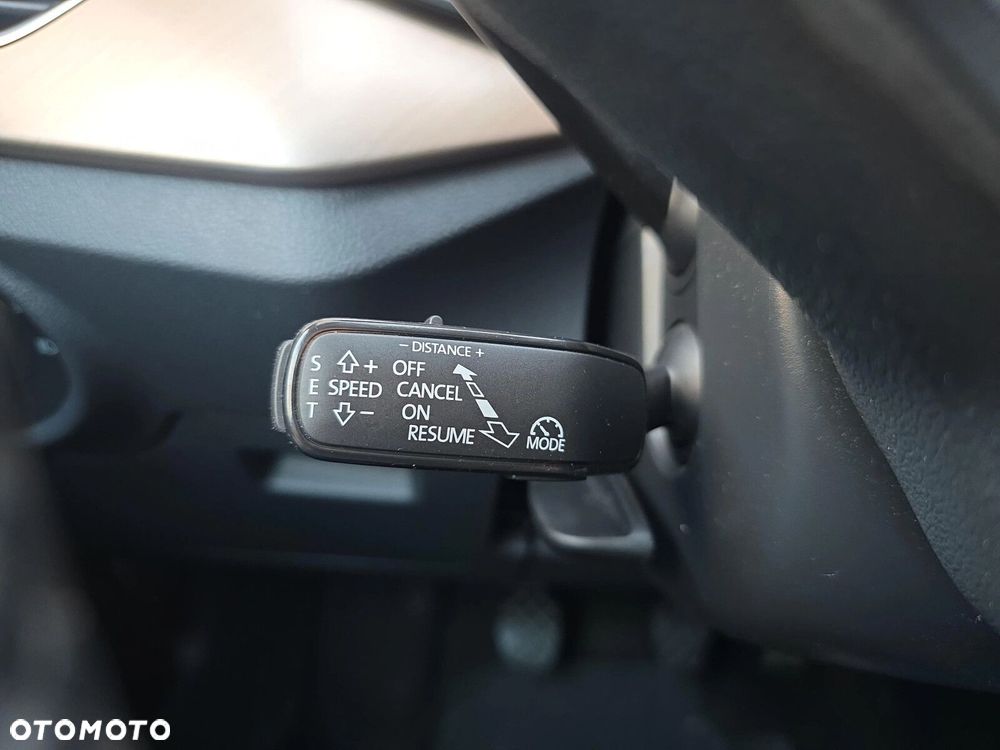 − DISTANCE +
S + OFF
E SPEED CANCEL
T − ON
RESUME
MODE
OTOMOTO